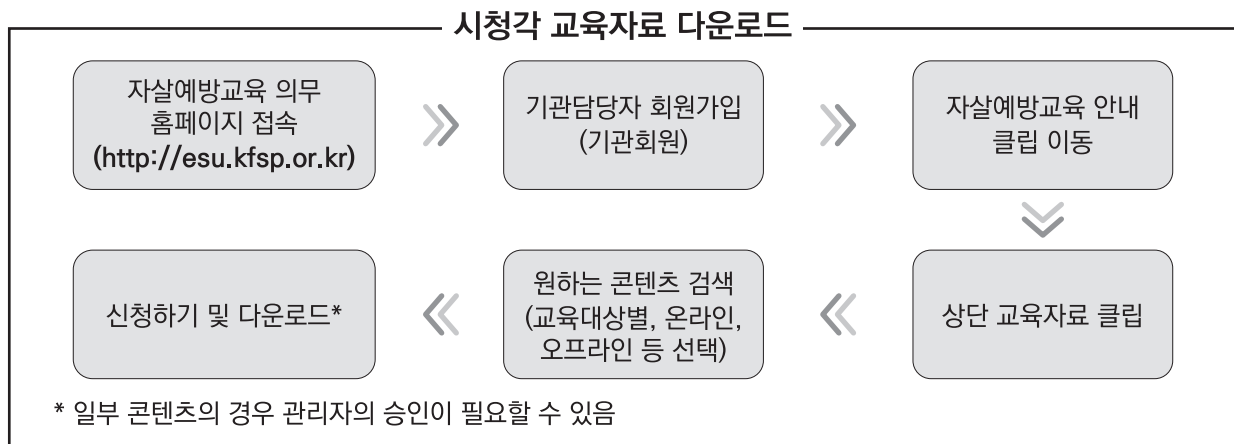 시청각 교육자료 다운로드
자살예방교육 의무
홈페이지 접속
(http://esu.kfsp.or.kr)
기관담당자 회원가입
(기관회원)
자살예방교육 안내
클립 이동
상단 교육자료 클립
원하는 콘텐츠 검색
(교육대상별, 온라인,
오프라인 등 선택)
신청하기 및 다운로드*
* 일부 콘텐츠의 경우 관리자의 승인이 필요할 수 있음